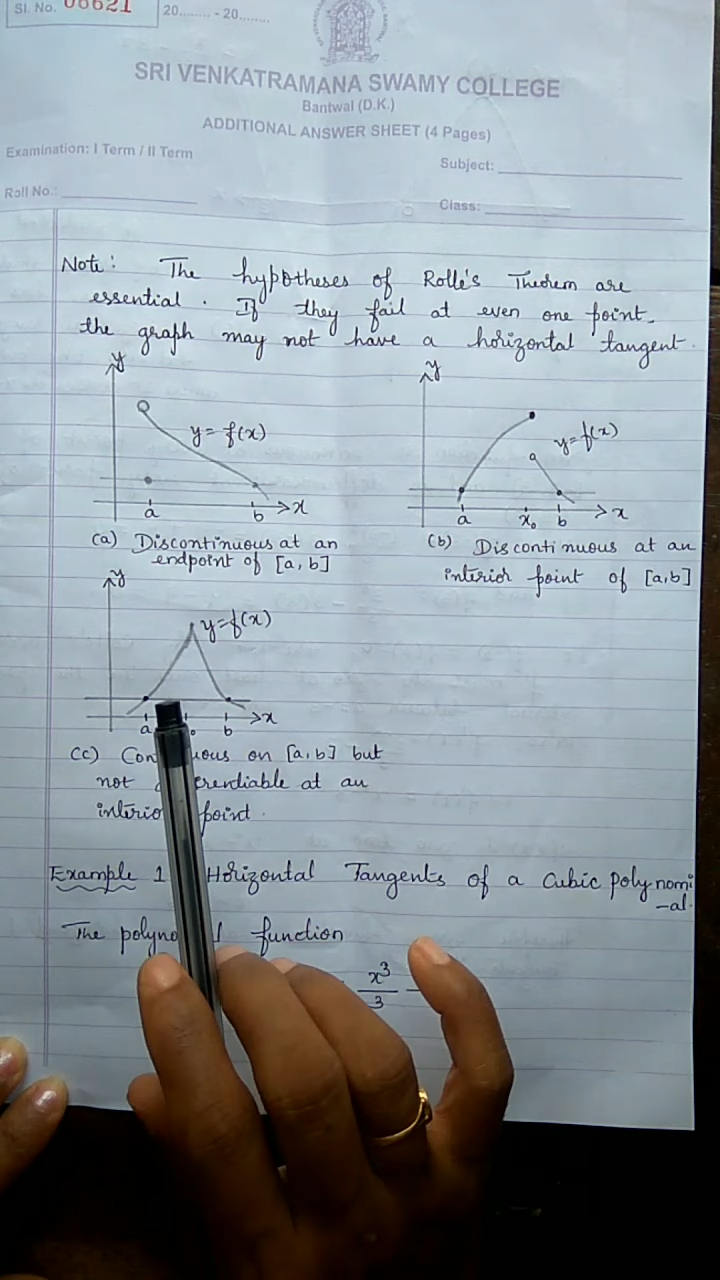 Sl. No. 06621
20........ - 20........
SRI VENKATRAMANA SWAMY COLLEGE
Bantwal (D.K.)
ADDITIONAL ANSWER SHEET (4 Pages)
Examination: I Term / II Term
Subject:
Roll No.:
Class:
Note: The hypotheses of Rolle's Theorem are
essential. If they fail at even one point.
the graph may not have a horizontal tangent.
y
y = f(x)
a b x
(a) Discontinuous at an
endpoint of [a, b]
y
y=f(x)
a x₀ b x
(b) Discontinuous at an
interior point of [a,b]
y
y=f(x)
a b x
(c) Con uous on [a,b] but
not erentiable at an
interio point.
Example 1 Horizontal Tangents of a cubic polynomi
-al.
The polyno l function
x³
3 −